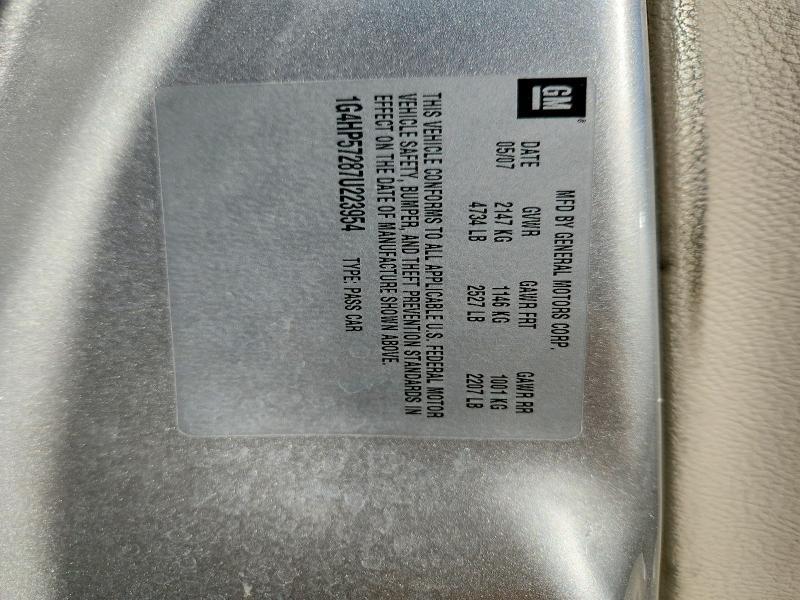 GM
MFD BY GENERAL MOTORS CORP.
DATE GVWR GAWR FRT GAWR RR
05/07 2147 KG 1146 KG 1001 KG
4734 LB 2527 LB 2207 LB
THIS VEHICLE CONFORMS TO ALL APPLICABLE U.S. FEDERAL MOTOR
VEHICLE SAFETY, BUMPER, AND THEFT PREVENTION STANDARDS IN
EFFECT ON THE DATE OF MANUFACTURE SHOWN ABOVE.
1G4HP57287U223954 TYPE: PASS CAR